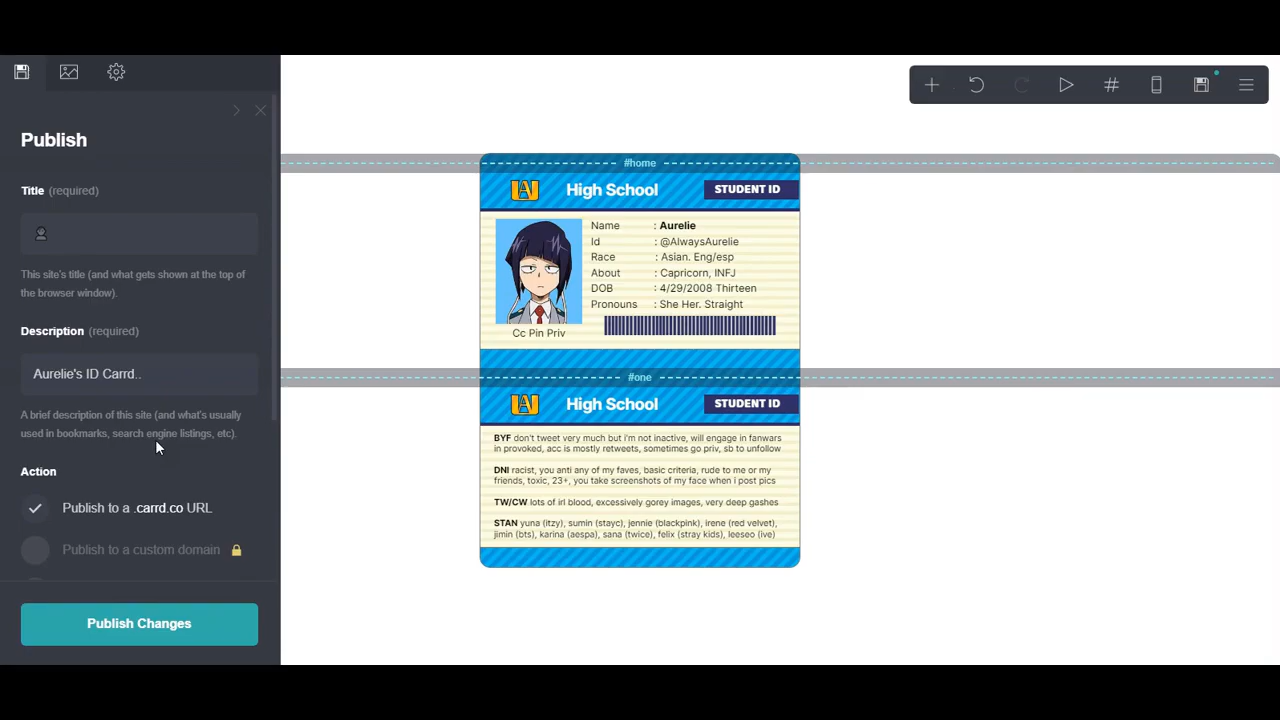 Publish
Title (required)
This site's title (and what gets shown at the top of
the browser window).
Description (required)
Aurelie's ID Carrd..
A brief description of this site (and what's usually
used in bookmarks, search engine listings, etc).
Action
Publish to a .carrd.co URL
Publish to a custom domain
Publish Changes
#home
UA High School STUDENT ID
Name : Aurelie
Id : @AlwaysAurelie
Race : Asian. Eng/esp
About : Capricorn, INFJ
DOB : 4/29/2008 Thirteen
Pronouns : She Her. Straight
Cc Pin Priv
#one
UA High School STUDENT ID
BYF don't tweet very much but i'm not inactive, will engage in fanwars
in provoked, acc is mostly retweets, sometimes go priv, sb to unfollow
DNI racist, you anti any of my faves, basic criteria, rude to me or my
friends, toxic, 23+, you take screenshots of my face when i post pics
TW/CW lots of irl blood, excessively gorey images, very deep gashes
STAN yuna (itzy), sumin (stayc), jennie (blackpink), irene (red velvet),
jimin (bts), karina (aespa), sana (twice), felix (stray kids), leeseo (ive)